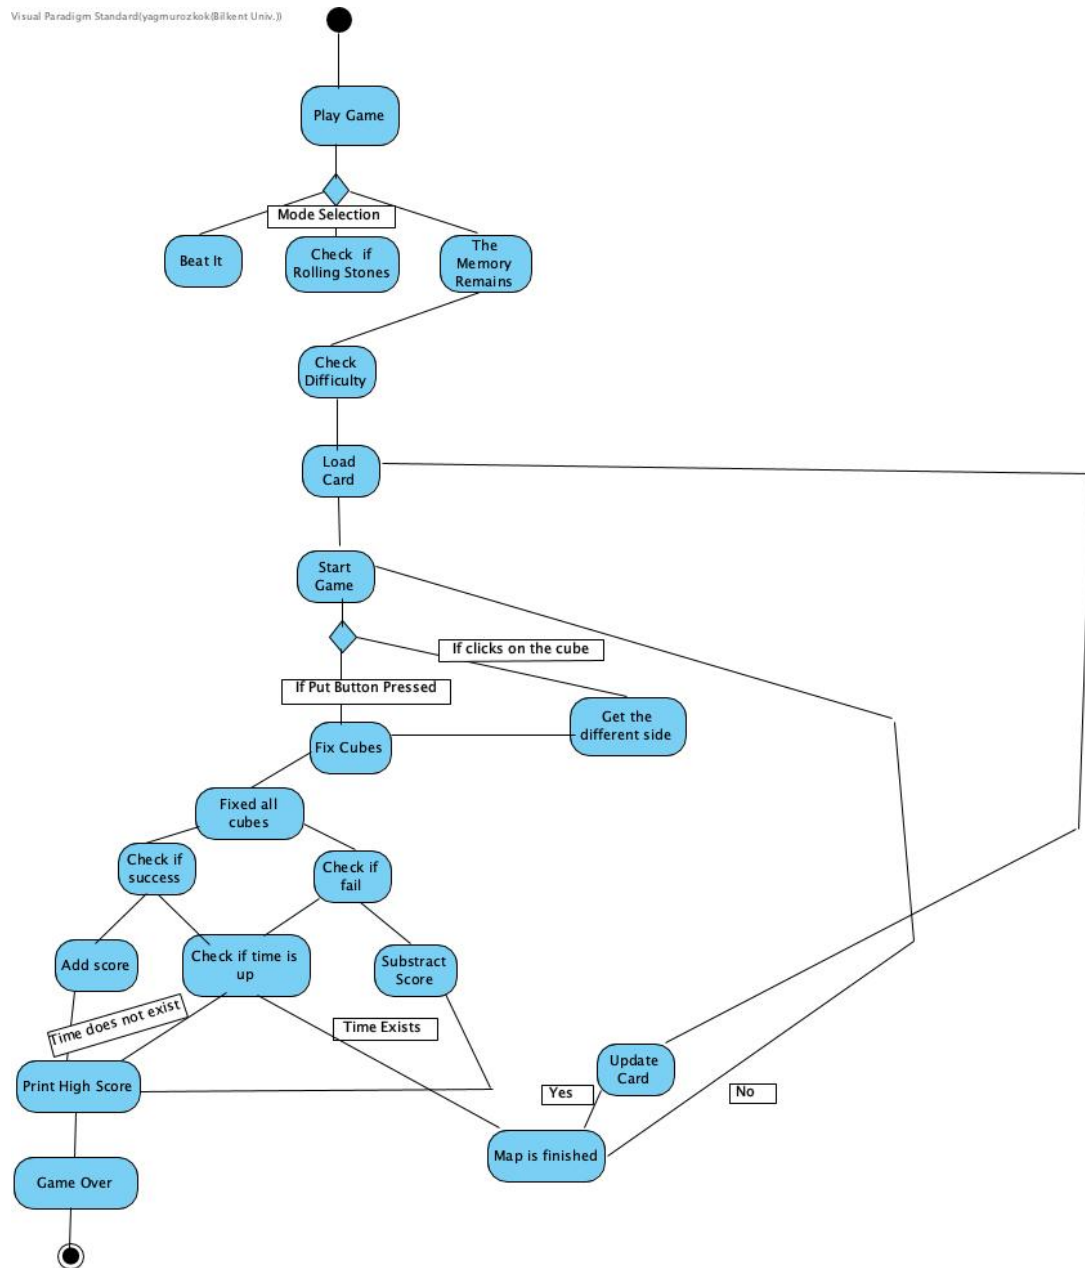 Visual Paradigm Standard(yagmurozkok(Bilkent Univ.))
Play Game
Mode Selection
Beat It
Check if
Rolling Stones
The
Memory
Remains
Check
Difficulty
Load
Card
Start
Game
If clicks on the cube
If Put Button Pressed
Get the
different side
Fix Cubes
Fixed all
cubes
Check if
success
Check if
fail
Add score
Check if time is
up
Substract
Score
Time does not exist
Time Exists
Print High Score
Update
Card
Yes
No
Map is finished
Game Over